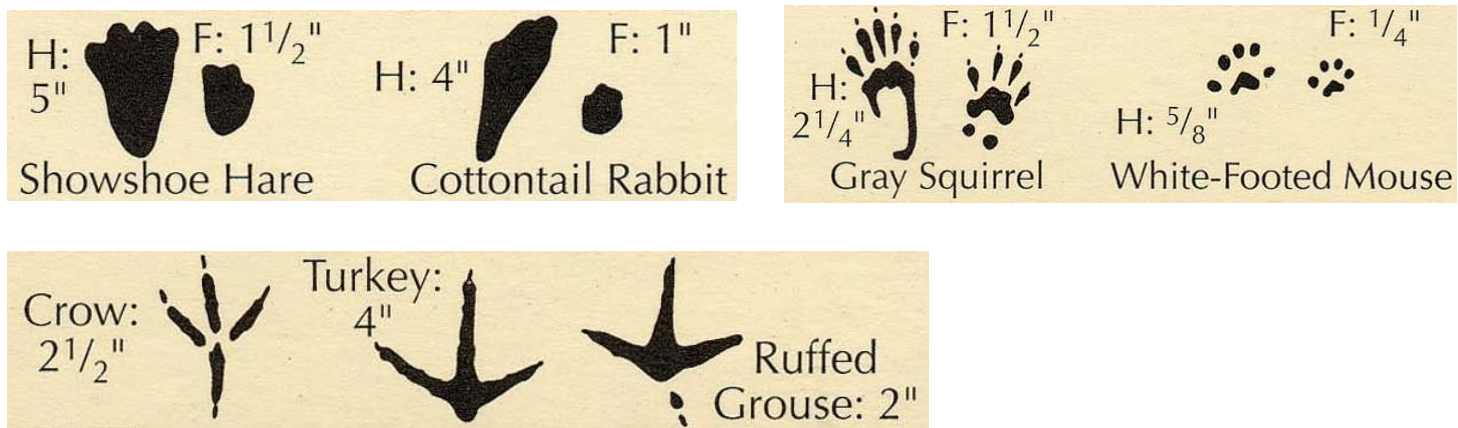 H: 5"
F: 1 1/2"
Showshoe Hare
H: 4"
F: 1"
Cottontail Rabbit
H: 2 1/4"
F: 1 1/2"
Gray Squirrel
H: 5/8"
F: 1/4"
White-Footed Mouse
Crow:
2 1/2"
Turkey:
4"
Ruffed
Grouse: 2"